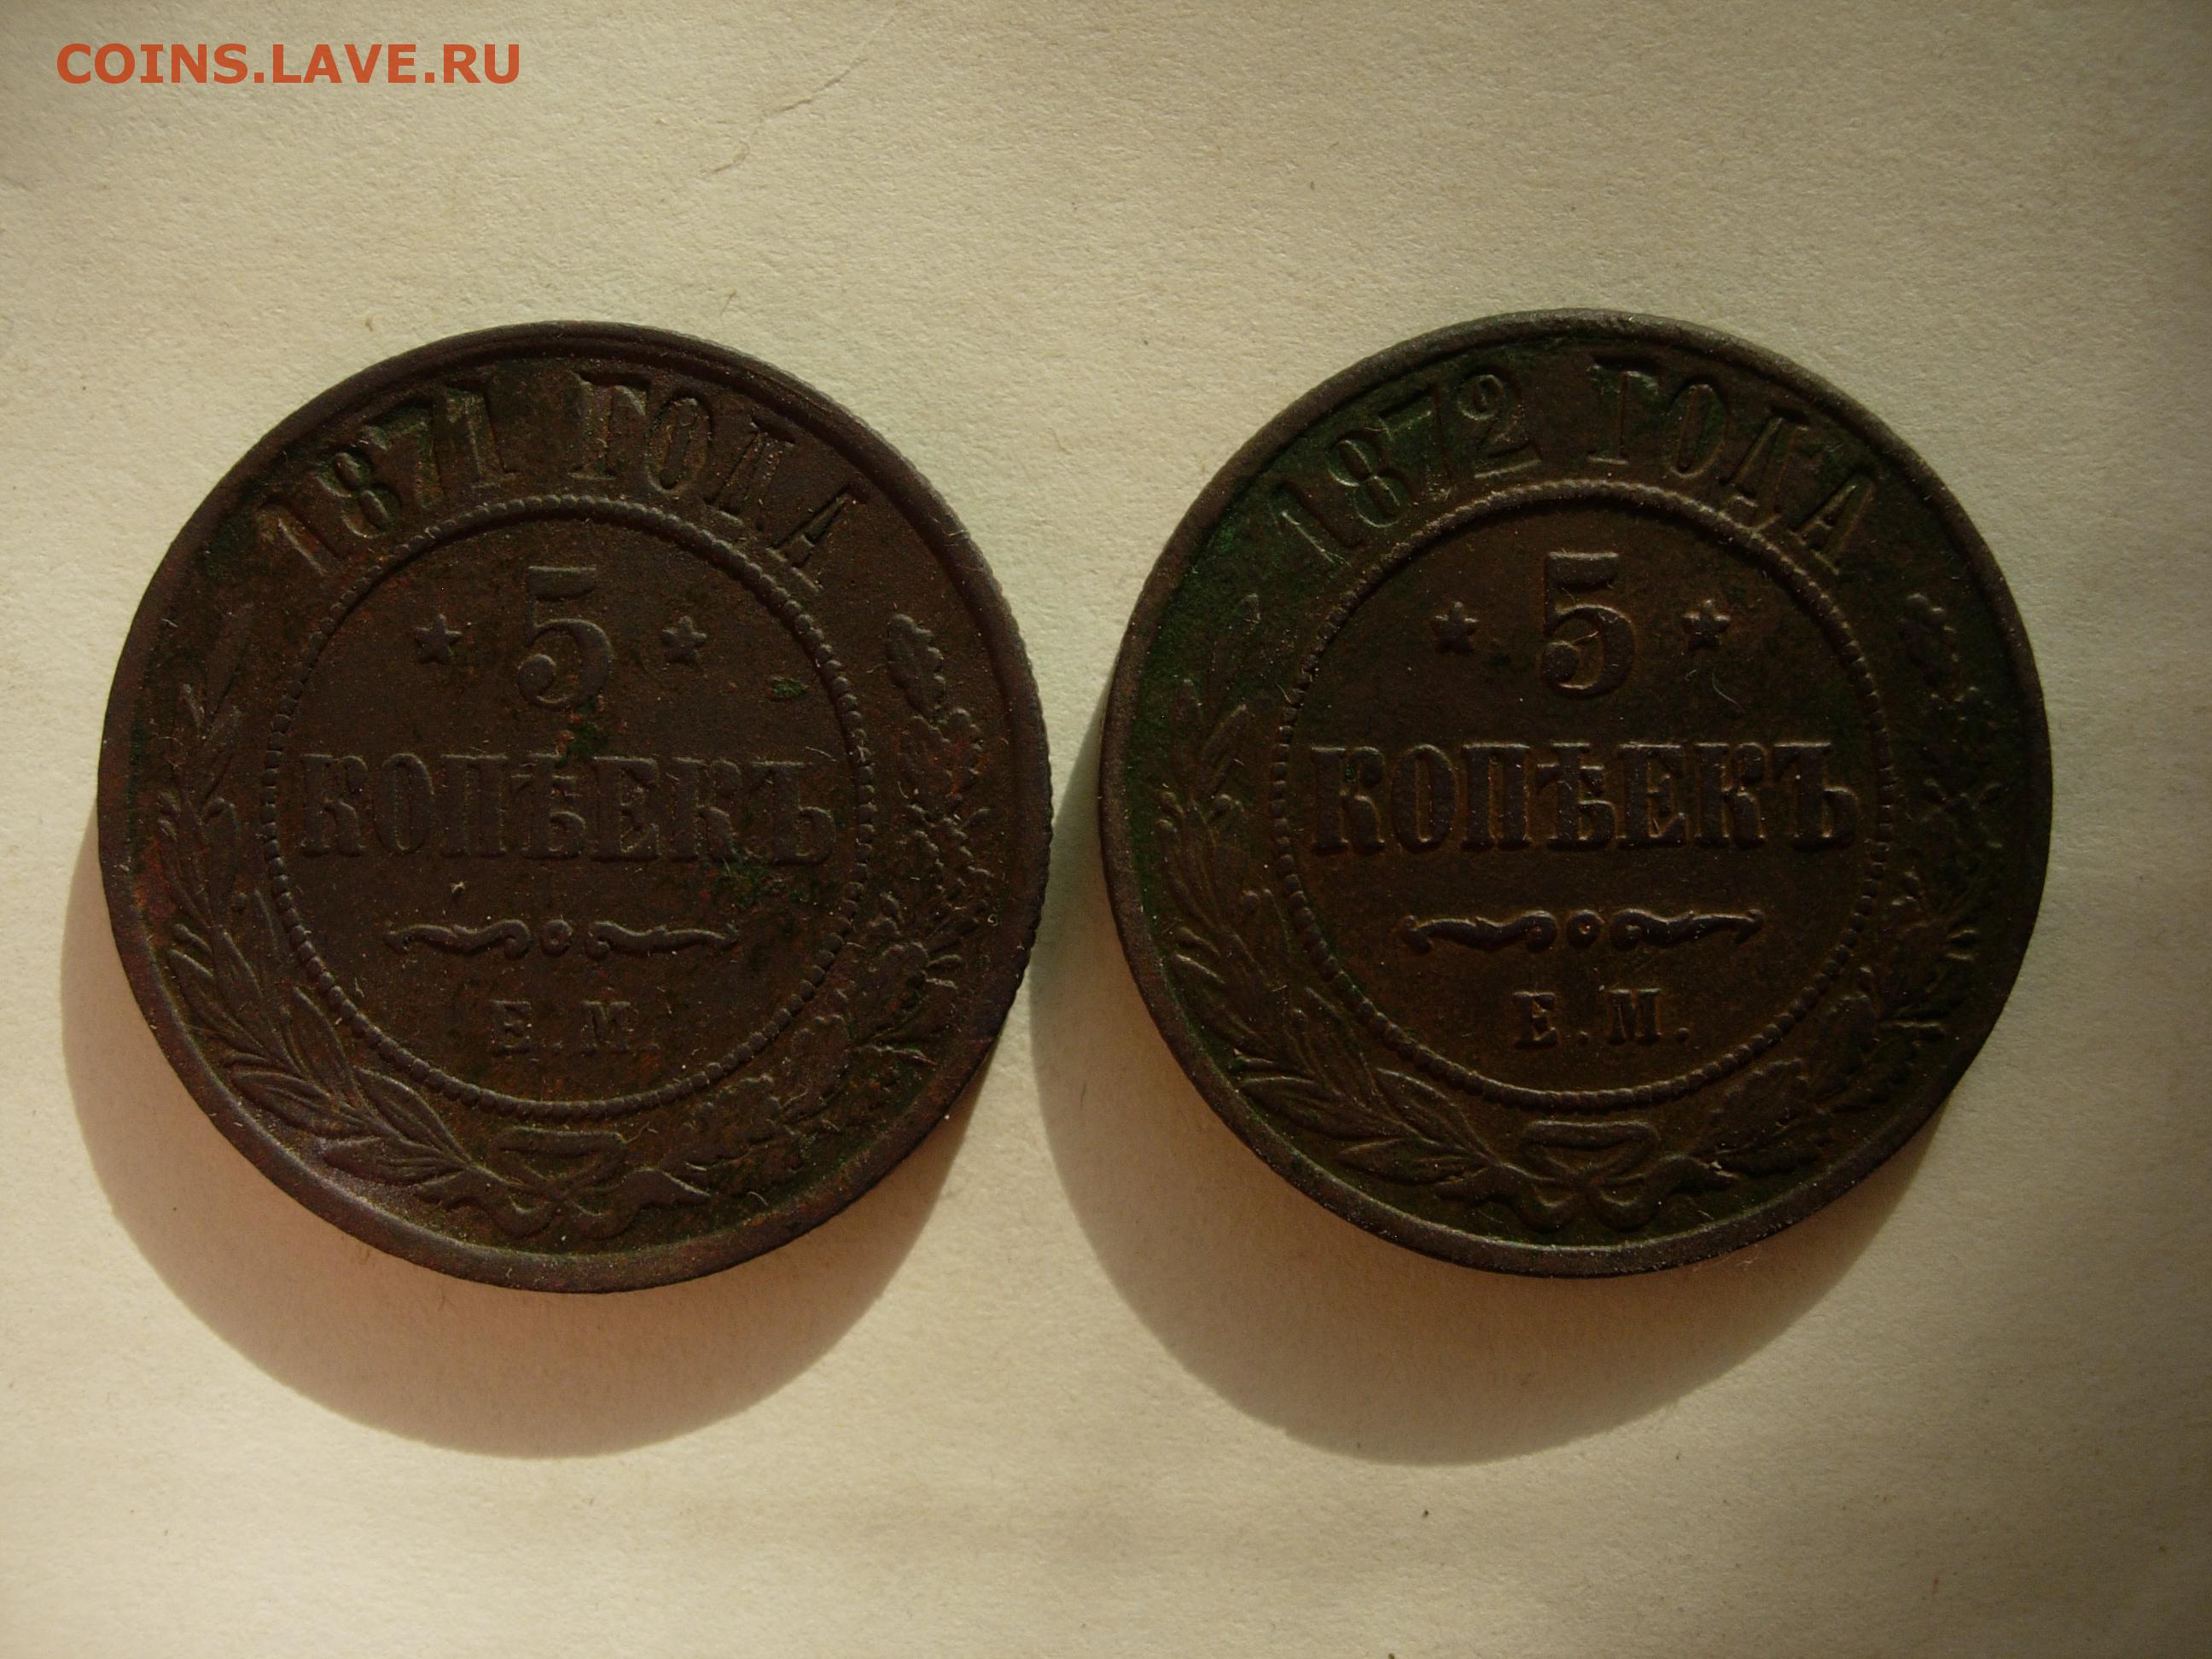 COINS.LAVE.RU
1871 ГОДА
5
КОПѢЕКЪ
Е.М.
1872 ГОДА
5
КОПѢЕКЪ
Е.М.